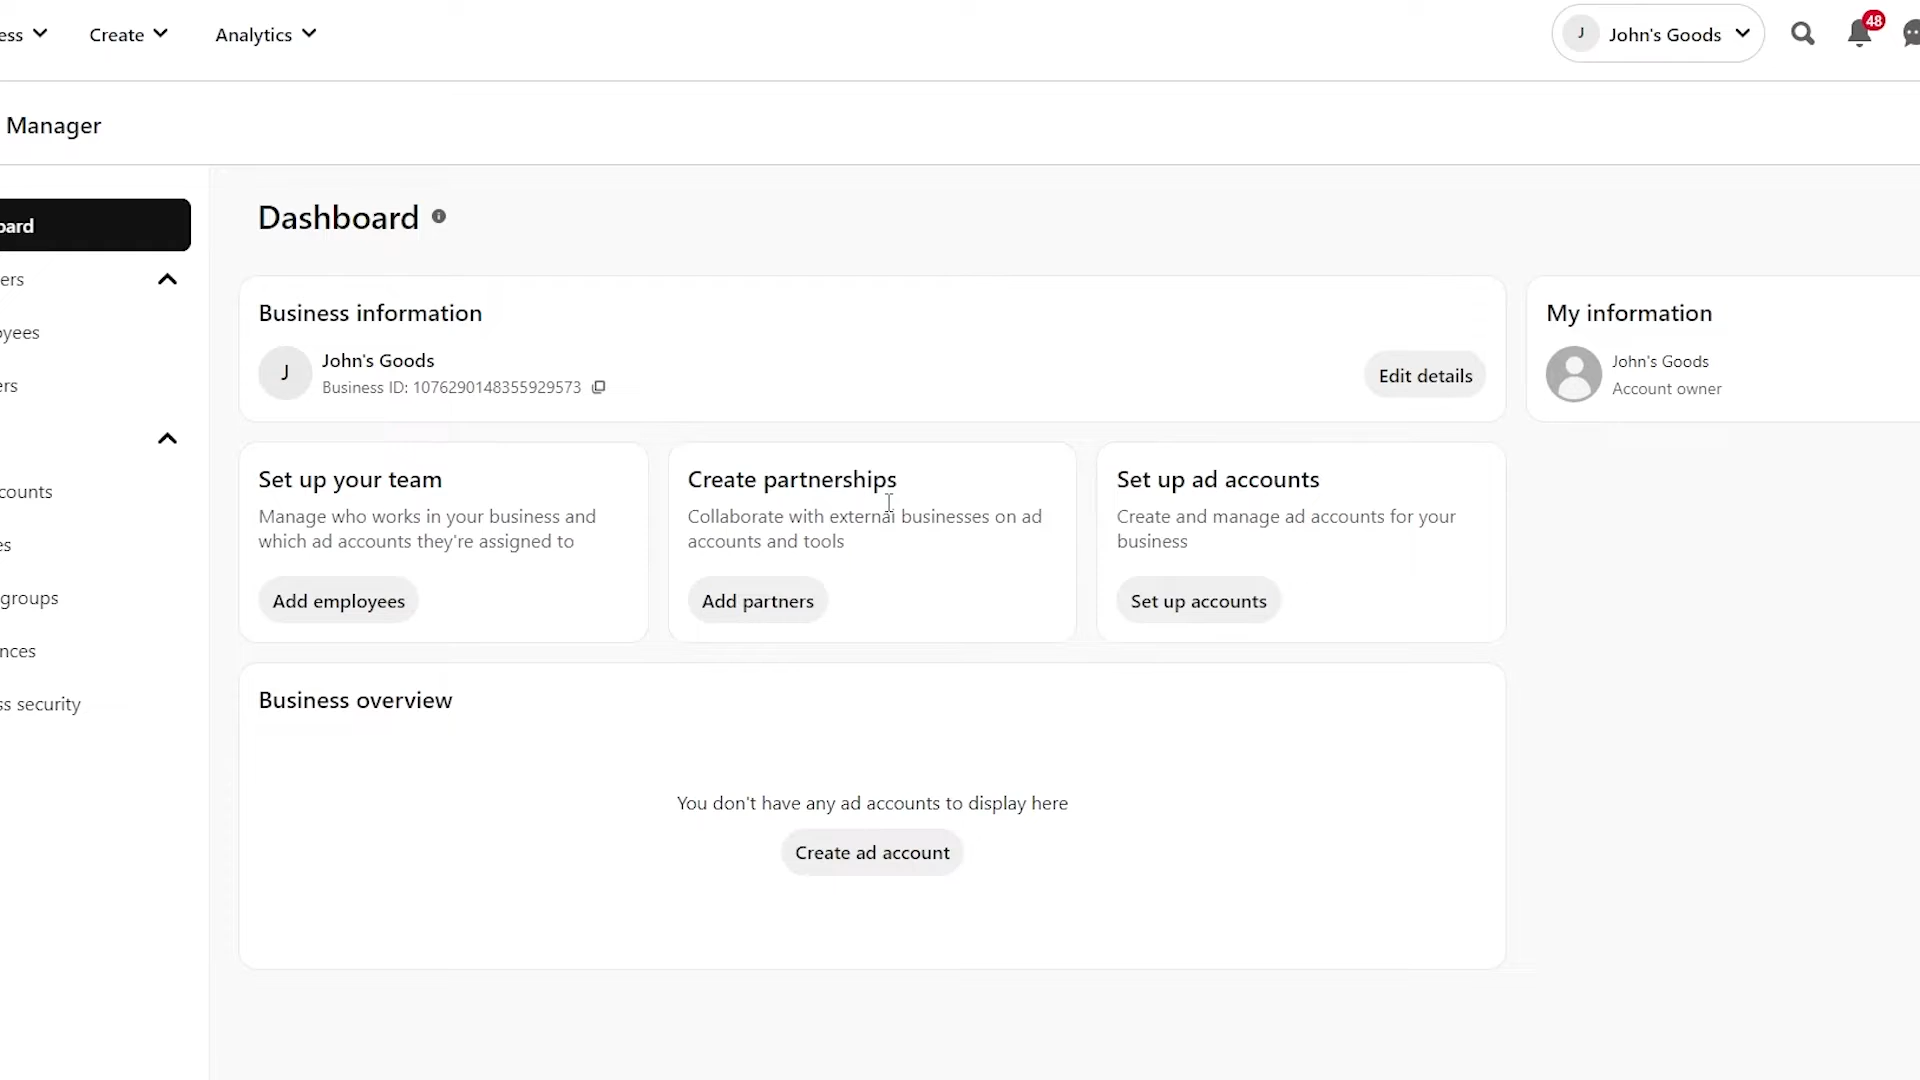 ess Create Analytics J John's Goods 48
Manager
oard
ers
oyees
ers
counts
es
groups
nces
ss security
Dashboard
Business information
J
John's Goods
Business ID: 1076290148355929573
Edit details
My information
John's Goods
Account owner
Set up your team
Manage who works in your business and
which ad accounts they're assigned to
Add employees
Create partnerships
Collaborate with external businesses on ad
accounts and tools
Add partners
Set up ad accounts
Create and manage ad accounts for your
business
Set up accounts
Business overview
You don't have any ad accounts to display here
Create ad account